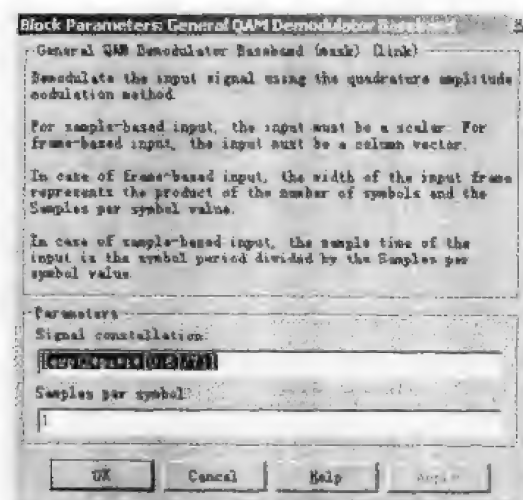 Block Parameters: General QAM Demodulator Baseband
General QAM Demodulator Baseband (mask) (link)
Demodulate the input signal using the quadrature amplitude
modulation method.
For sample-based input, the input must be a scalar. For
frame-based input, the input must be a column vector.
In case of frame-based input, the width of the input frame
represents the product of the number of symbols and the
Samples per symbol value.
In case of sample-based input, the sample time of the
input is the symbol period divided by the Samples per
symbol value.
Parameters
Signal constellation:
Samples per symbol:
1
OK
Cancel
Help
Apply